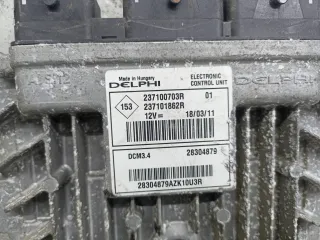 Made in Hungary
DELPHI
ELECTRONIC
CONTROL UNIT
153
237100703R 01
237101862R
12V= 18/03/11
DCM3.4 28304879
28304879AZK10U3R
DELPHI